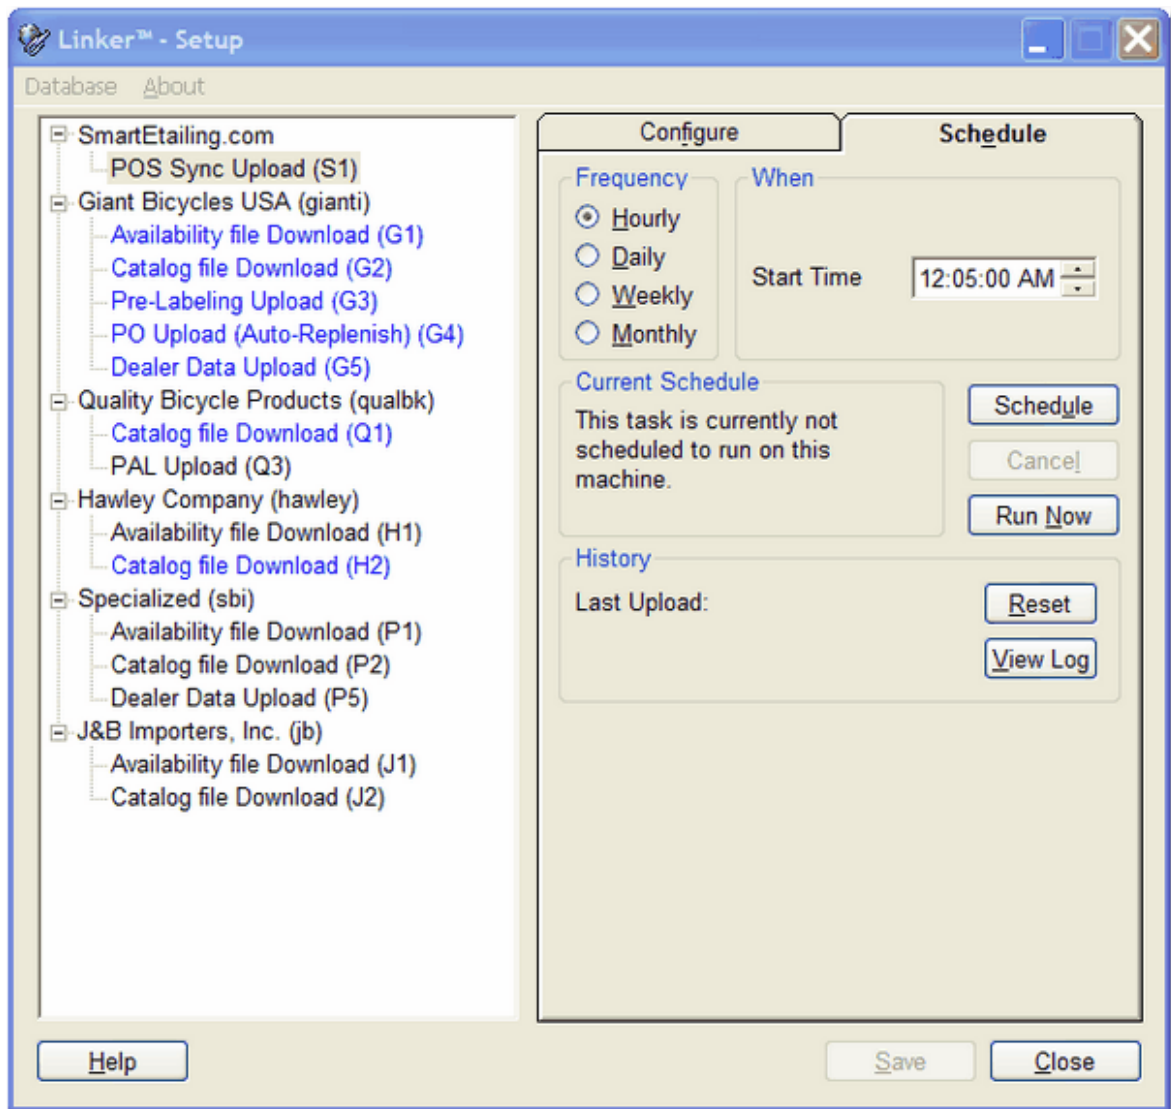 Linker™ - Setup
Database About
SmartEtailing.com
POS Sync Upload (S1)
Giant Bicycles USA (gianti)
Availability file Download (G1)
Catalog file Download (G2)
Pre-Labeling Upload (G3)
PO Upload (Auto-Replenish) (G4)
Dealer Data Upload (G5)
Quality Bicycle Products (qualbk)
Catalog file Download (Q1)
PAL Upload (Q3)
Hawley Company (hawley)
Availability file Download (H1)
Catalog file Download (H2)
Specialized (sbi)
Availability file Download (P1)
Catalog file Download (P2)
Dealer Data Upload (P5)
J&B Importers, Inc. (jb)
Availability file Download (J1)
Catalog file Download (J2)
Configure
Schedule
Frequency
Hourly
Daily
Weekly
Monthly
When
Start Time 12:05:00 AM
Current Schedule
This task is currently not
scheduled to run on this
machine.
Schedule
Cancel
Run Now
History
Last Upload:
Reset
View Log
Help
Save
Close